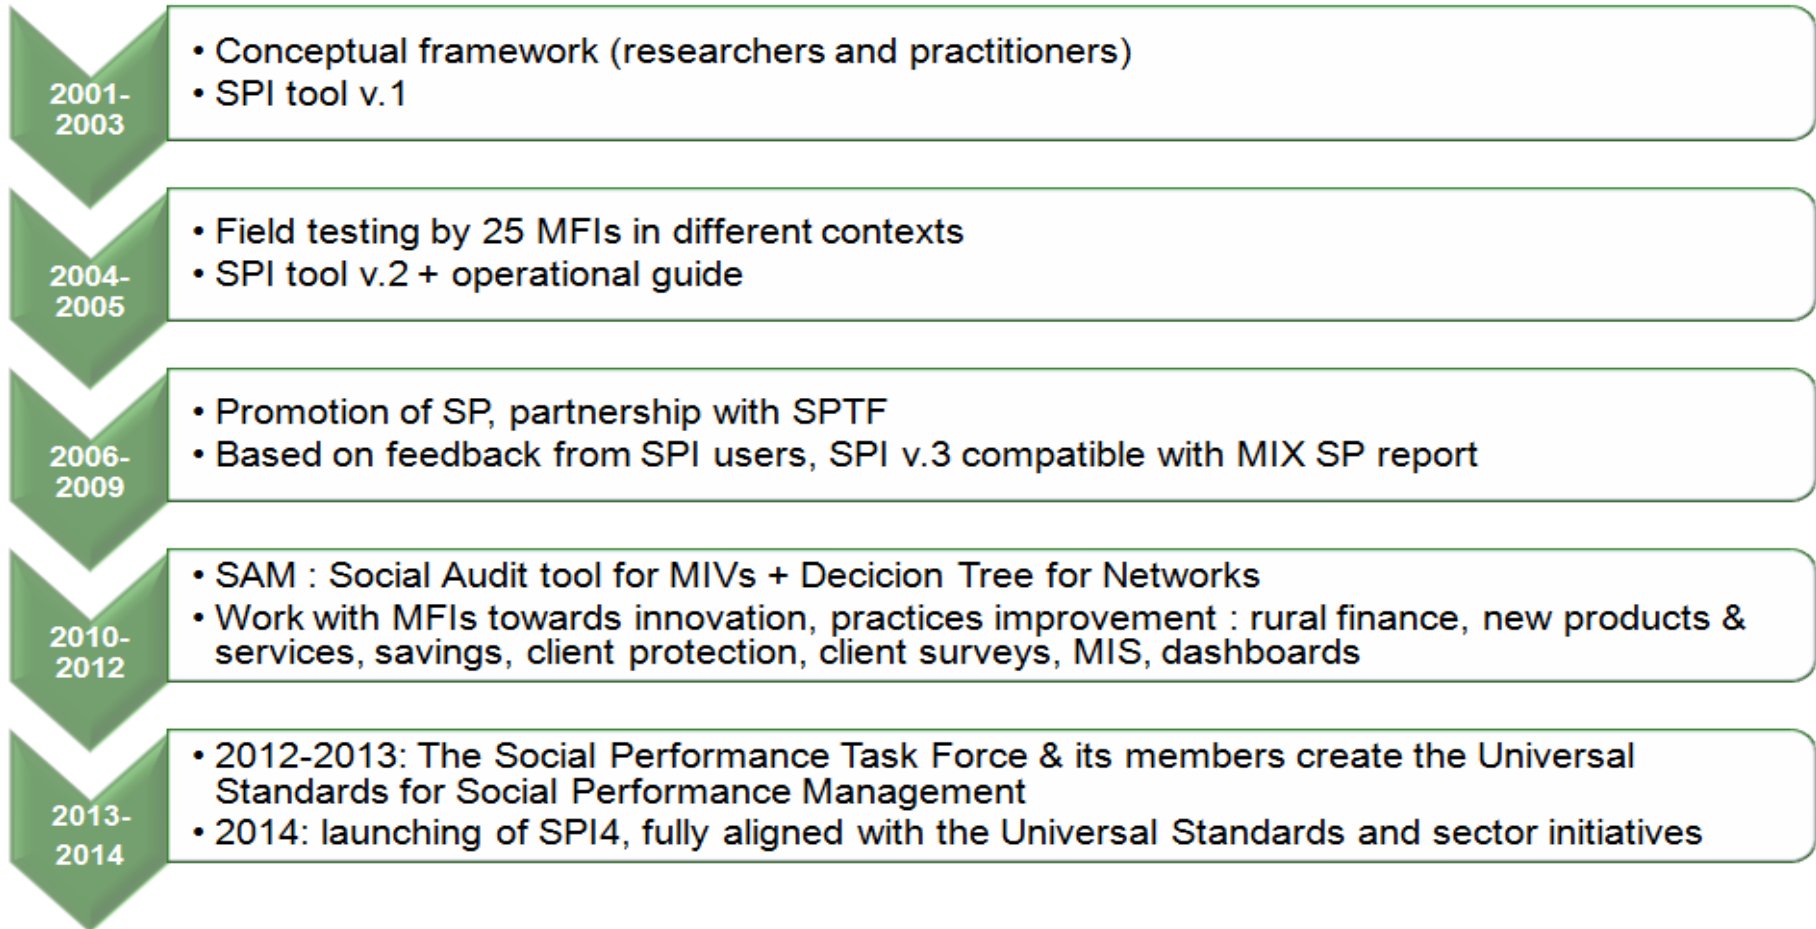 2001-
2003
• Conceptual framework (researchers and practitioners)
• SPI tool v.1
2004-
2005
• Field testing by 25 MFIs in different contexts
• SPI tool v.2 + operational guide
2006-
2009
• Promotion of SP, partnership with SPTF
• Based on feedback from SPI users, SPI v.3 compatible with MIX SP report
2010-
2012
• SAM : Social Audit tool for MIVs + Decicion Tree for Networks
• Work with MFIs towards innovation, practices improvement : rural finance, new products &
services, savings, client protection, client surveys, MIS, dashboards
2013-
2014
• 2012-2013: The Social Performance Task Force & its members create the Universal
Standards for Social Performance Management
• 2014: launching of SPI4, fully aligned with the Universal Standards and sector initiatives